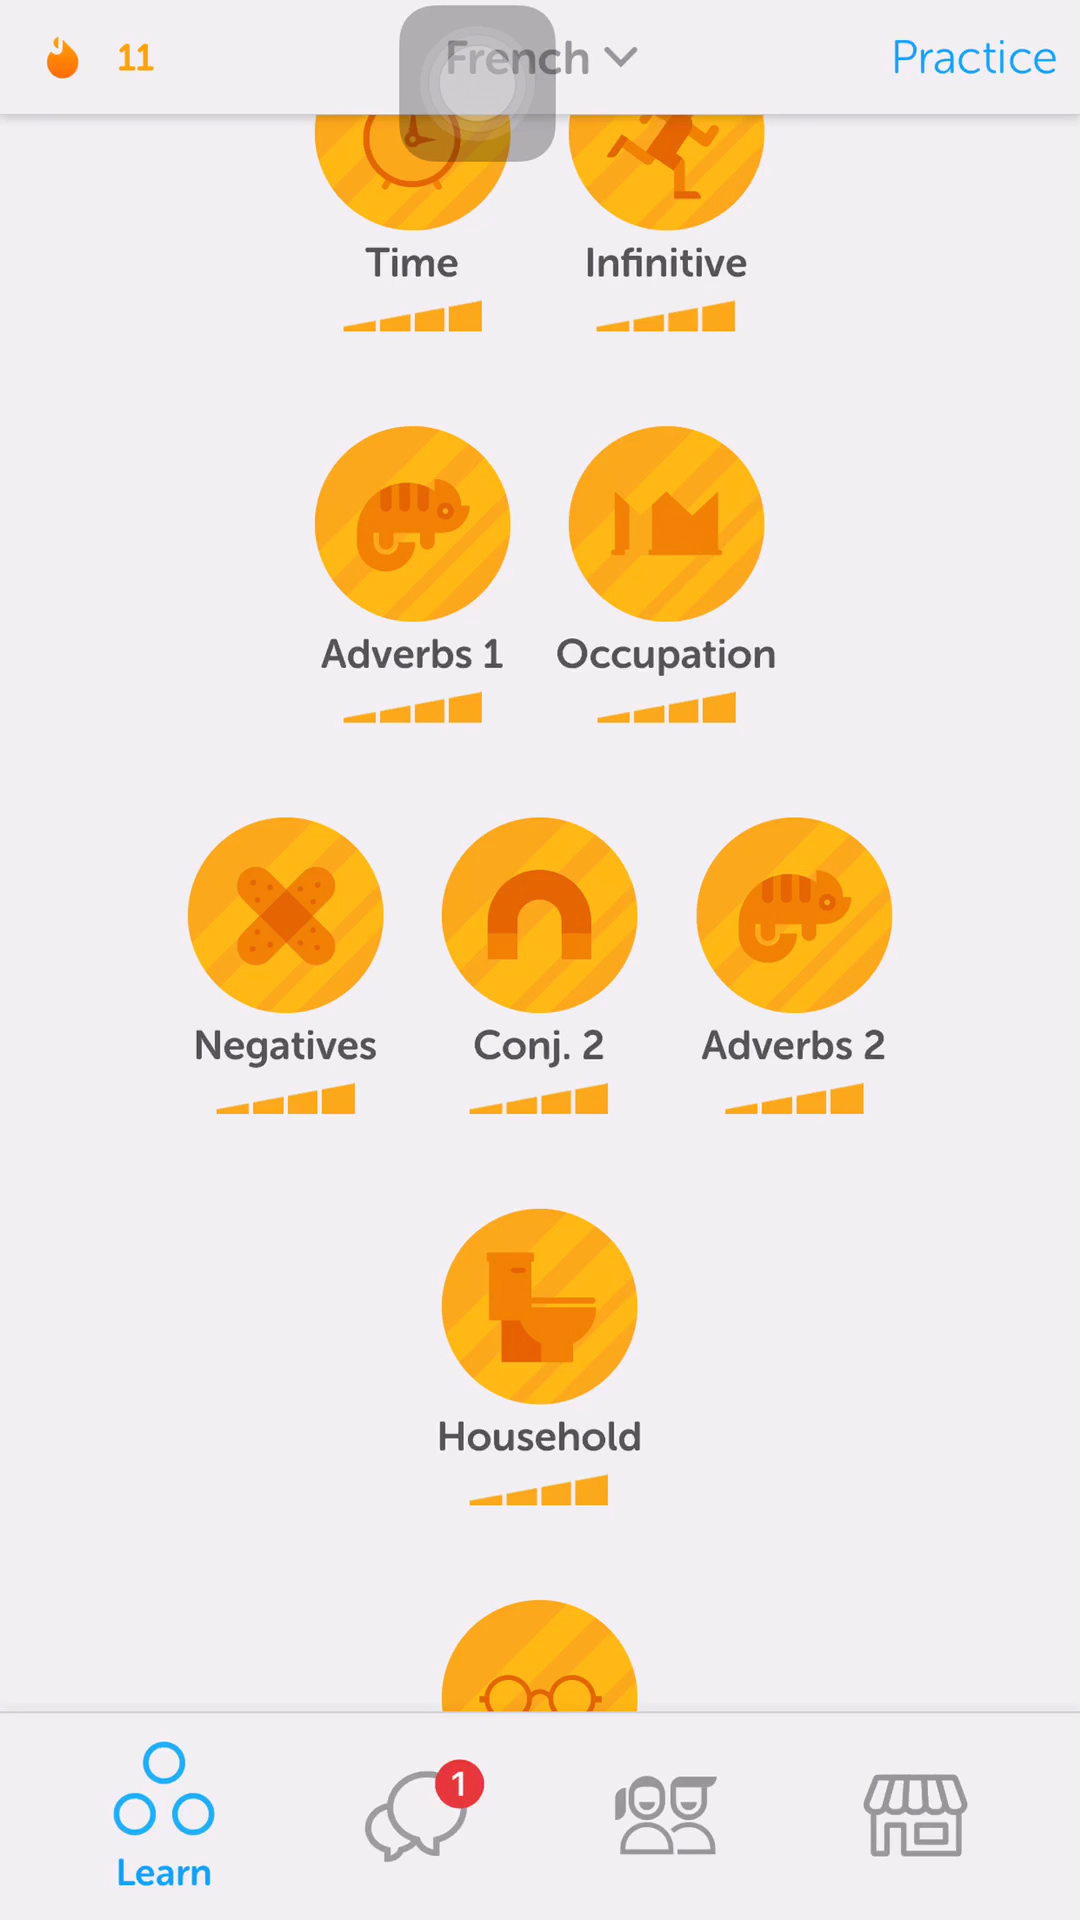 11 French Practice
Time Infinitive
Adverbs 1 Occupation
Negatives Conj. 2 Adverbs 2
Household
1
Learn